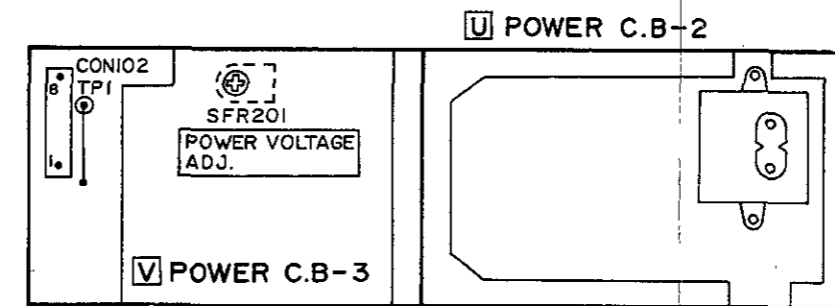 U POWER C.B-2
CON102
8
TP1
1
SFR201
POWER VOLTAGE
ADJ.
V POWER C.B-3